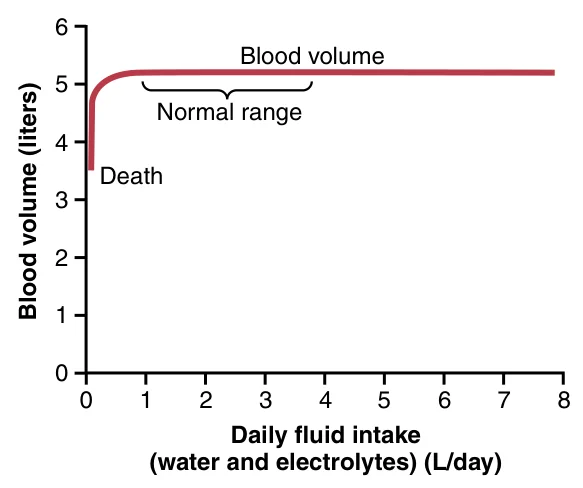 6
Blood volume
5
Normal range
4
Death
3
2
1
0
Blood volume (liters)
0 1 2 3 4 5 6 7 8
Daily fluid intake
(water and electrolytes) (L/day)